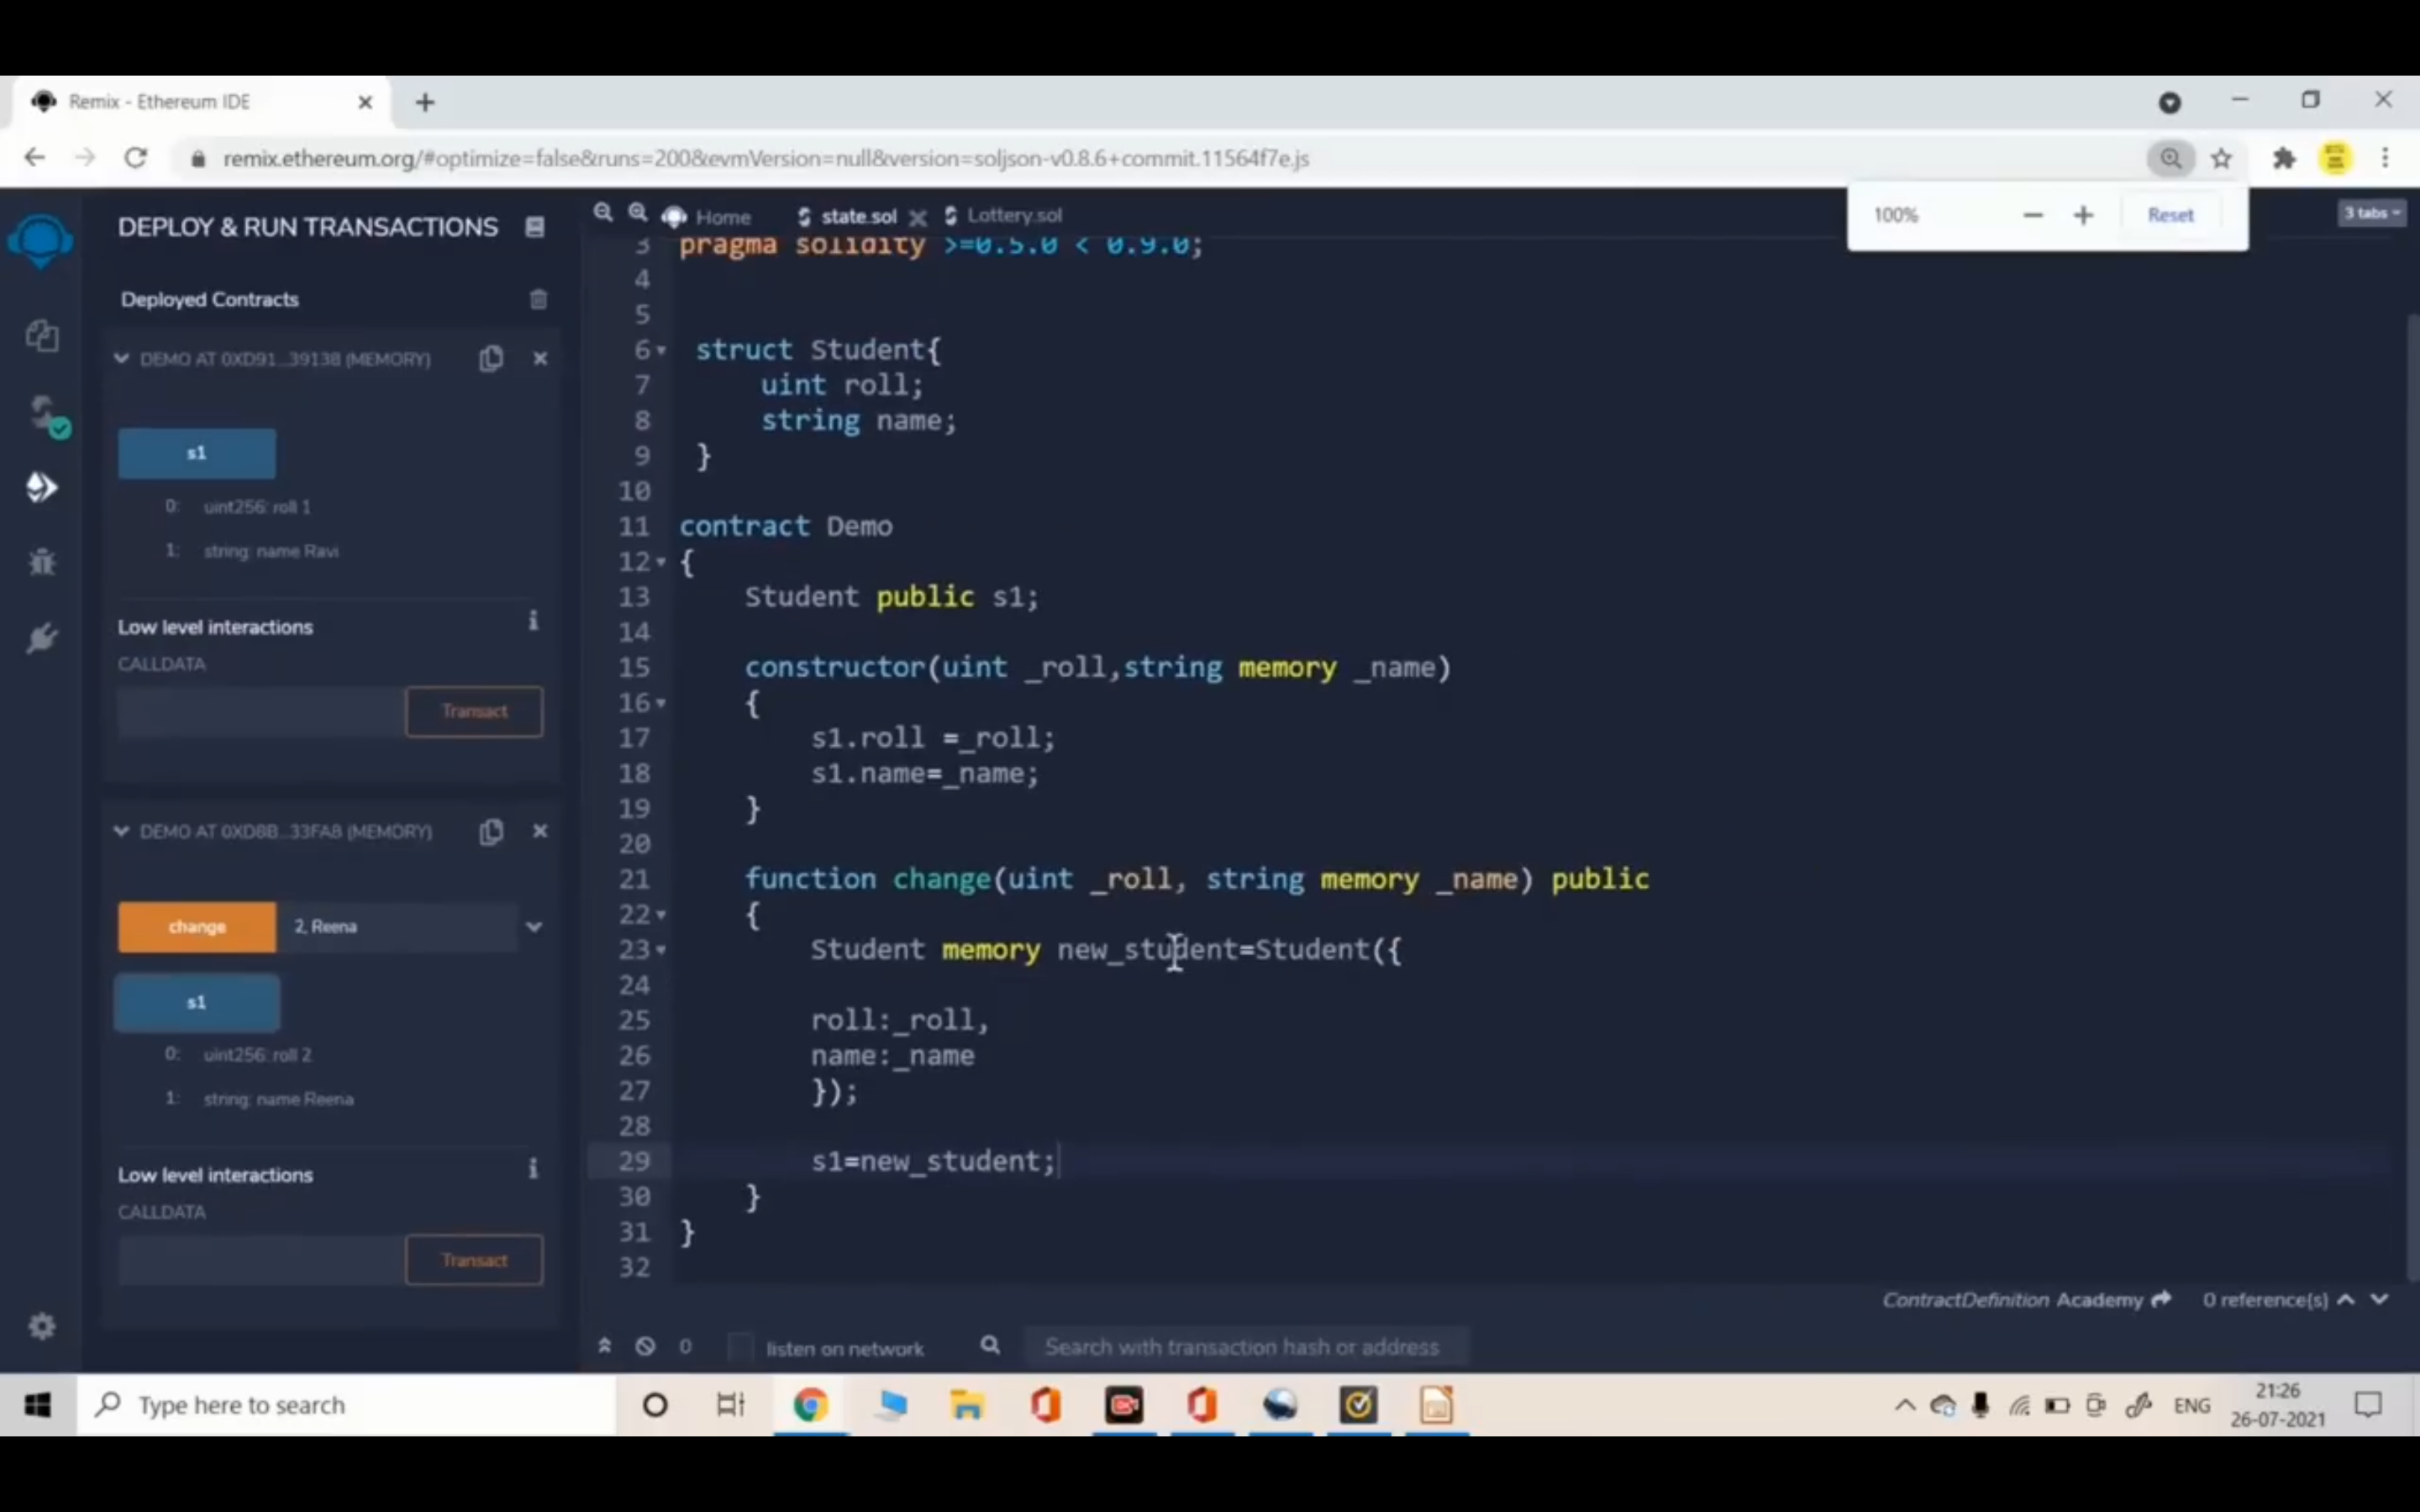 Remix - Ethereum IDE
remix.ethereum.org/#optimize=false&runs=200&evmVersion=null&version=soljson-v0.8.6+commit.11564f7e.js
100%
Reset
DEPLOY & RUN TRANSACTIONS
Home
state.sol
Lottery.sol
3 tabs
Deployed Contracts
DEMO AT 0XD91...39138 (MEMORY)
s1
0: uint256: roll 1
1: string: name Ravi
Low level interactions
CALLDATA
Transact
DEMO AT 0XD8B...33FA8 (MEMORY)
change
2, Reena
s1
0: uint256: roll 2
1: string: name Reena
Low level interactions
CALLDATA
Transact
3 pragma solidity >=0.5.0 < 0.9.0;
4
5
6 struct Student{
7 uint roll;
8 string name;
9 }
10
11 contract Demo
12 {
13 Student public s1;
14
15 constructor(uint _roll,string memory _name)
16 {
17 s1.roll =_roll;
18 s1.name=_name;
19 }
20
21 function change(uint _roll, string memory _name) public
22 {
23 Student memory new_student=Student({
24
25 roll:_roll,
26 name:_name
27 });
28
29 s1=new_student;
30 }
31 }
32
ContractDefinition Academy 0 reference(s)
0 listen on network
Search with transaction hash or address
Type here to search
ENG
21:26
26-07-2021